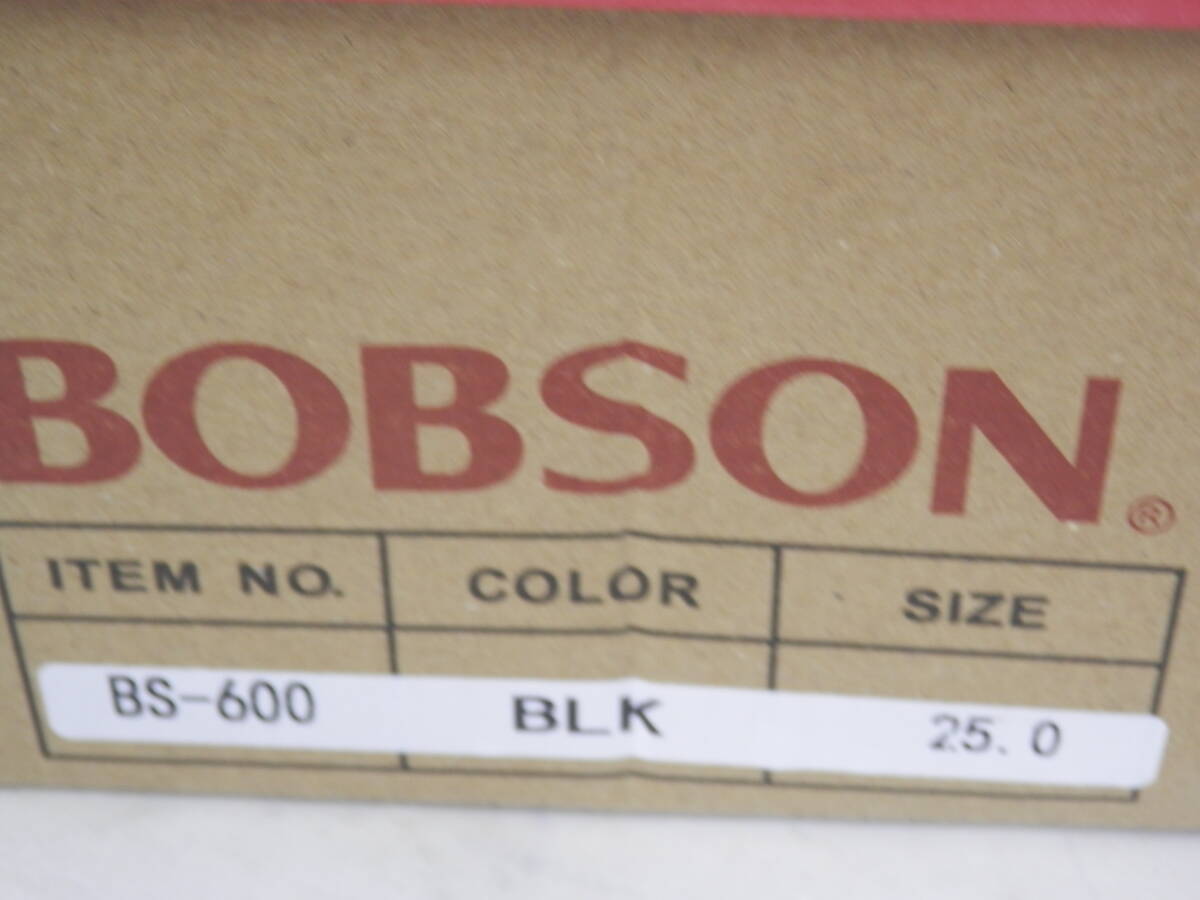 BOBSON®
ITEM NO. COLOR SIZE
BS-600 BLK 25.0